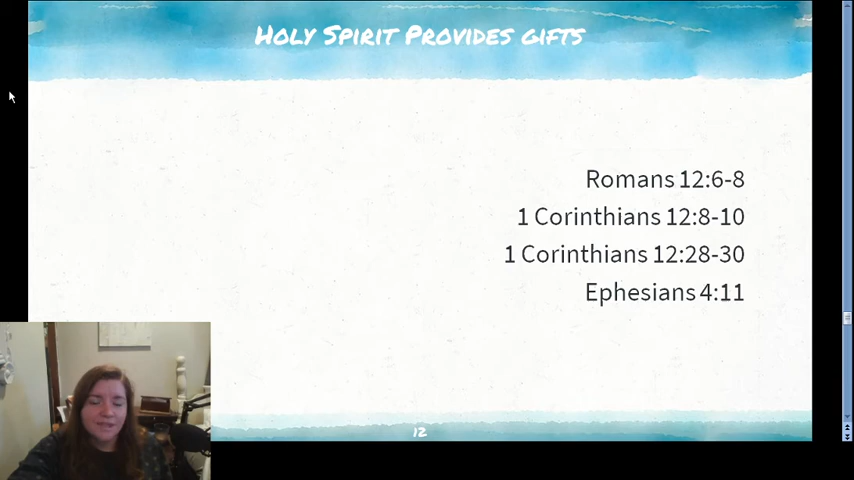 Holy Spirit Provides gifts
Romans 12:6-8
1 Corinthians 12:8-10
1 Corinthians 12:28-30
Ephesians 4:11
12